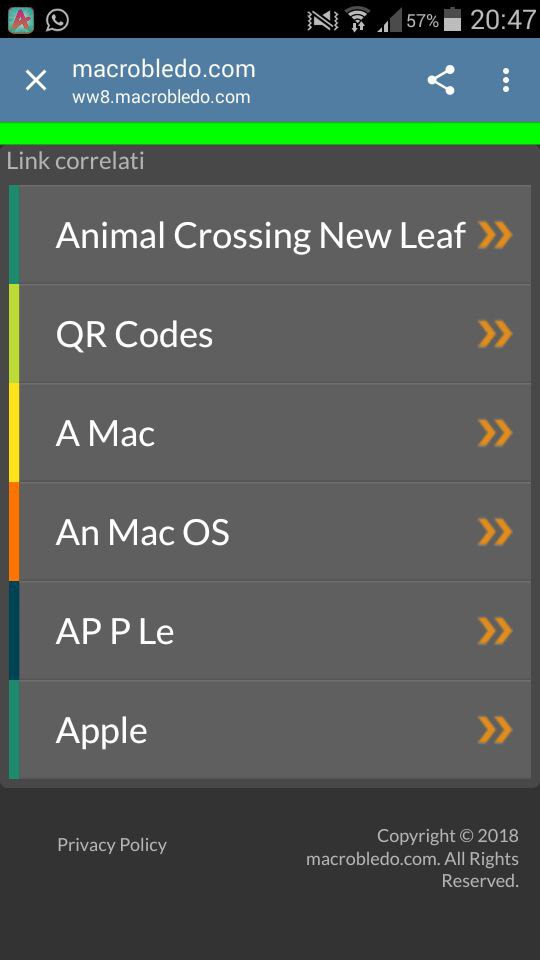 57% 20:47
macrobledo.com
ww8.macrobledo.com
Link correlati
Animal Crossing New Leaf
QR Codes
A Mac
An Mac OS
AP P Le
Apple
Privacy Policy
Copyright © 2018
macrobledo.com. All Rights
Reserved.